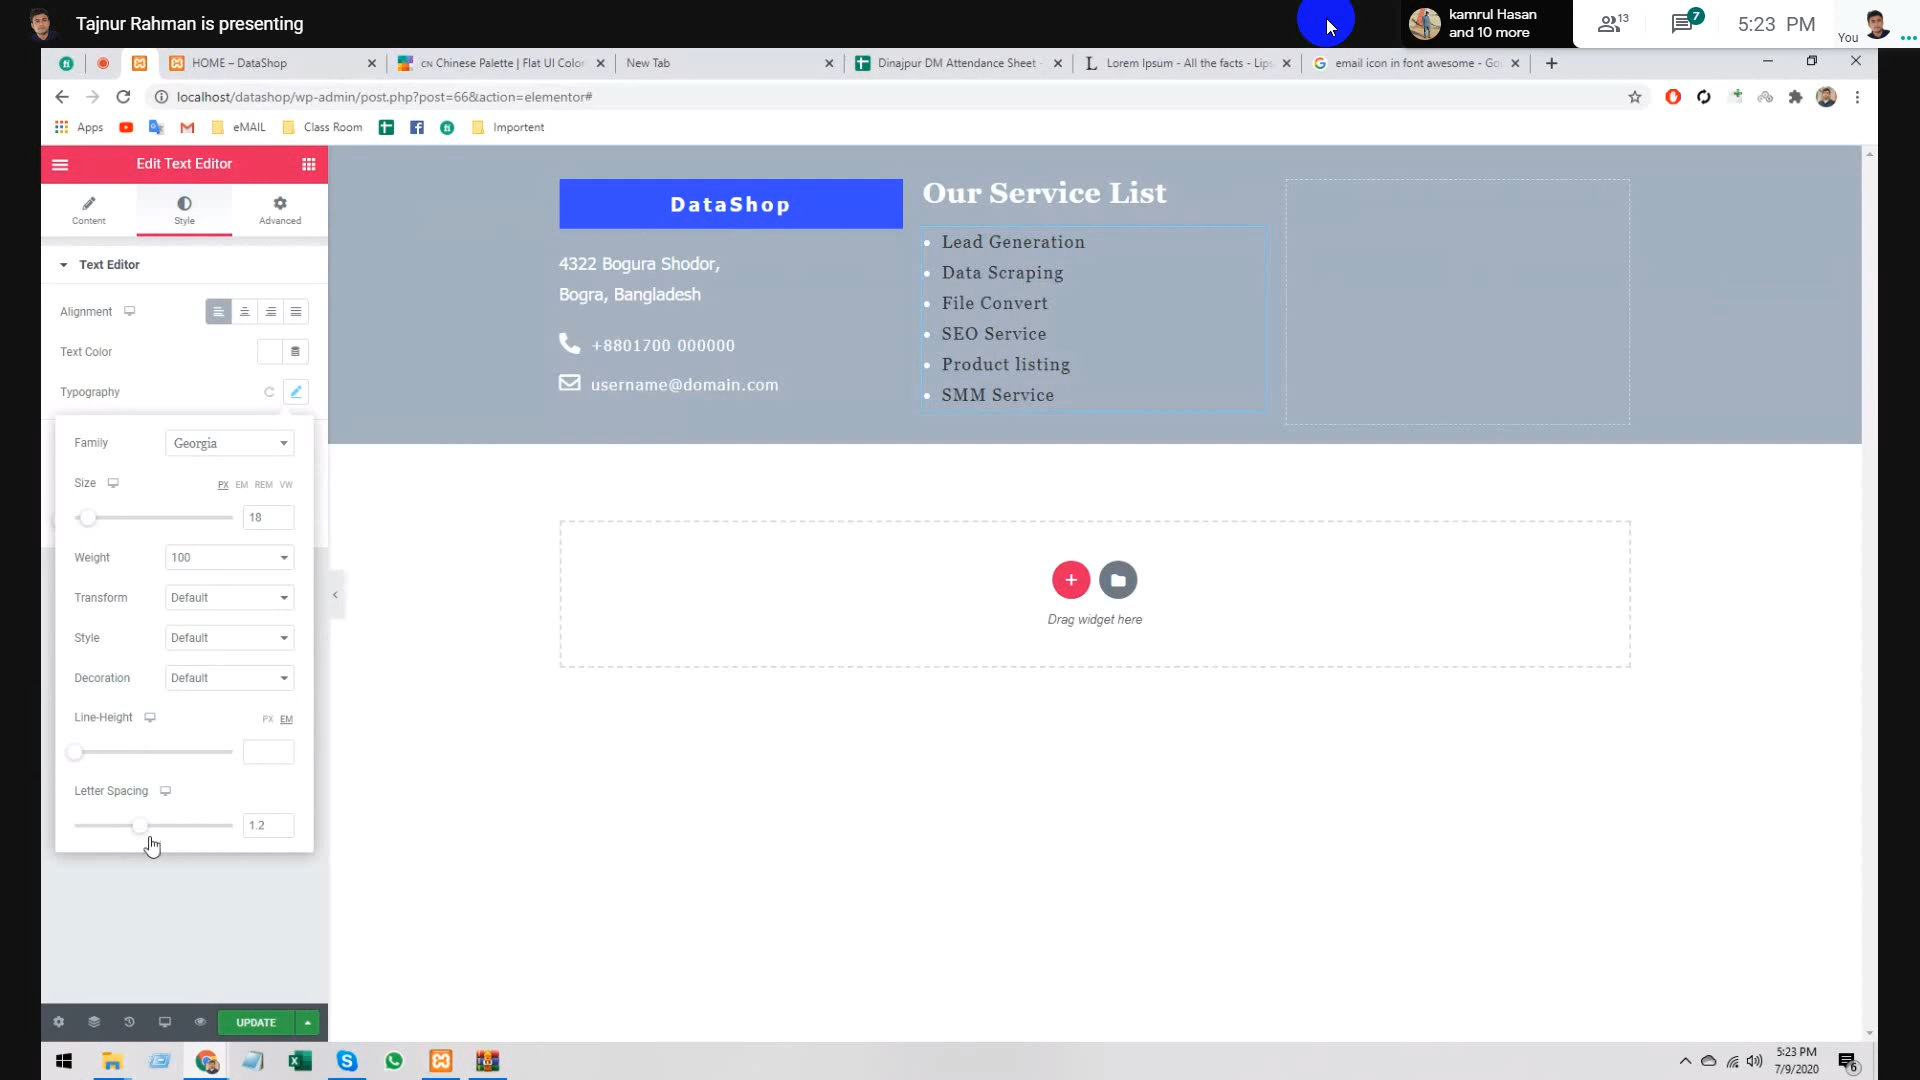 Tajnur Rahman is presenting
kamrul Hasan
and 10 more
13
7
5:23 PM
You
HOME – DataShop
CN Chinese Palette | Flat UI Color
New Tab
Dinajpur DM Attendance Sheet -
Lorem Ipsum - All the facts - Lips
email icon in font awesome - Go
localhost/datashop/wp-admin/post.php?post=66&action=elementor#
Apps
eMAIL
Class Room
Importent
Edit Text Editor
Content
Style
Advanced
Text Editor
Alignment
Text Color
Typography
Family
Georgia
Size
PX EM REM VW
18
Weight
100
Transform
Default
Style
Default
Decoration
Default
Line-Height
PX EM
Letter Spacing
1.2
UPDATE
DataShop
4322 Bogura Shodor,
Bogra, Bangladesh
+8801700 000000
username@domain.com
Our Service List
Lead Generation
Data Scraping
File Convert
SEO Service
Product listing
SMM Service
Drag widget here
5:23 PM
7/9/2020
6